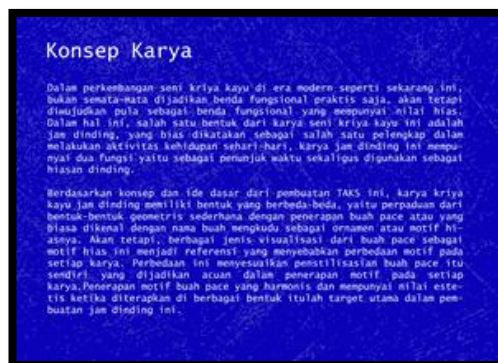 Konsep Karya
Dalam perkembangan seni kriya kayu di era modern seperti sekarang ini,
bukan semata-mata dijadikan benda fungsional praktis saja, akan tetapi
diwujudkan pula sebagai benda fungsional yang mempunyai nilai hias.
Dalam hal ini, salah satu bentuk dari karya seni kriya kayu ini adalah
jam dinding, yang bias dikatakan sebagai salah satu pelengkap dalam
melakukan aktivitas kehidupan sehari-hari, karya jam dinding ini mempu-
nyai dua fungsi yaitu sebagai penunjuk waktu sekaligus digunakan sebagai
hiasan dinding.
Berdasarkan konsep dan ide dasar dari pembuatan TAKS ini, karya kriya
kayu jam dinding memiliki bentuk yang berbeda-beda, yaitu perpaduan dari
bentuk-bentuk geometris sederhana dengan penerapan buah pace atau yang
biasa dikenal dengan nama buah mengkudu sebagai ornamen atau motif hi-
asnya. Akan tetapi, berbagai jenis visualisasi dari buah pace sebagai
motif hias ini menjadi referensi yang menyebabkan perbedaan motif pada
setiap karya. Perbedaan ini menyesuaikan penstilisasian buah pace itu
sendiri yang dijadikan acuan dalam penerapan motif pada setiap
karya.Penerapan motif buah pace yang harmonis dan mempunyai nilai este-
tis ketika diterapkan di berbagai bentuk itulah target utama dalam pem-
buatan jam dinding ini.